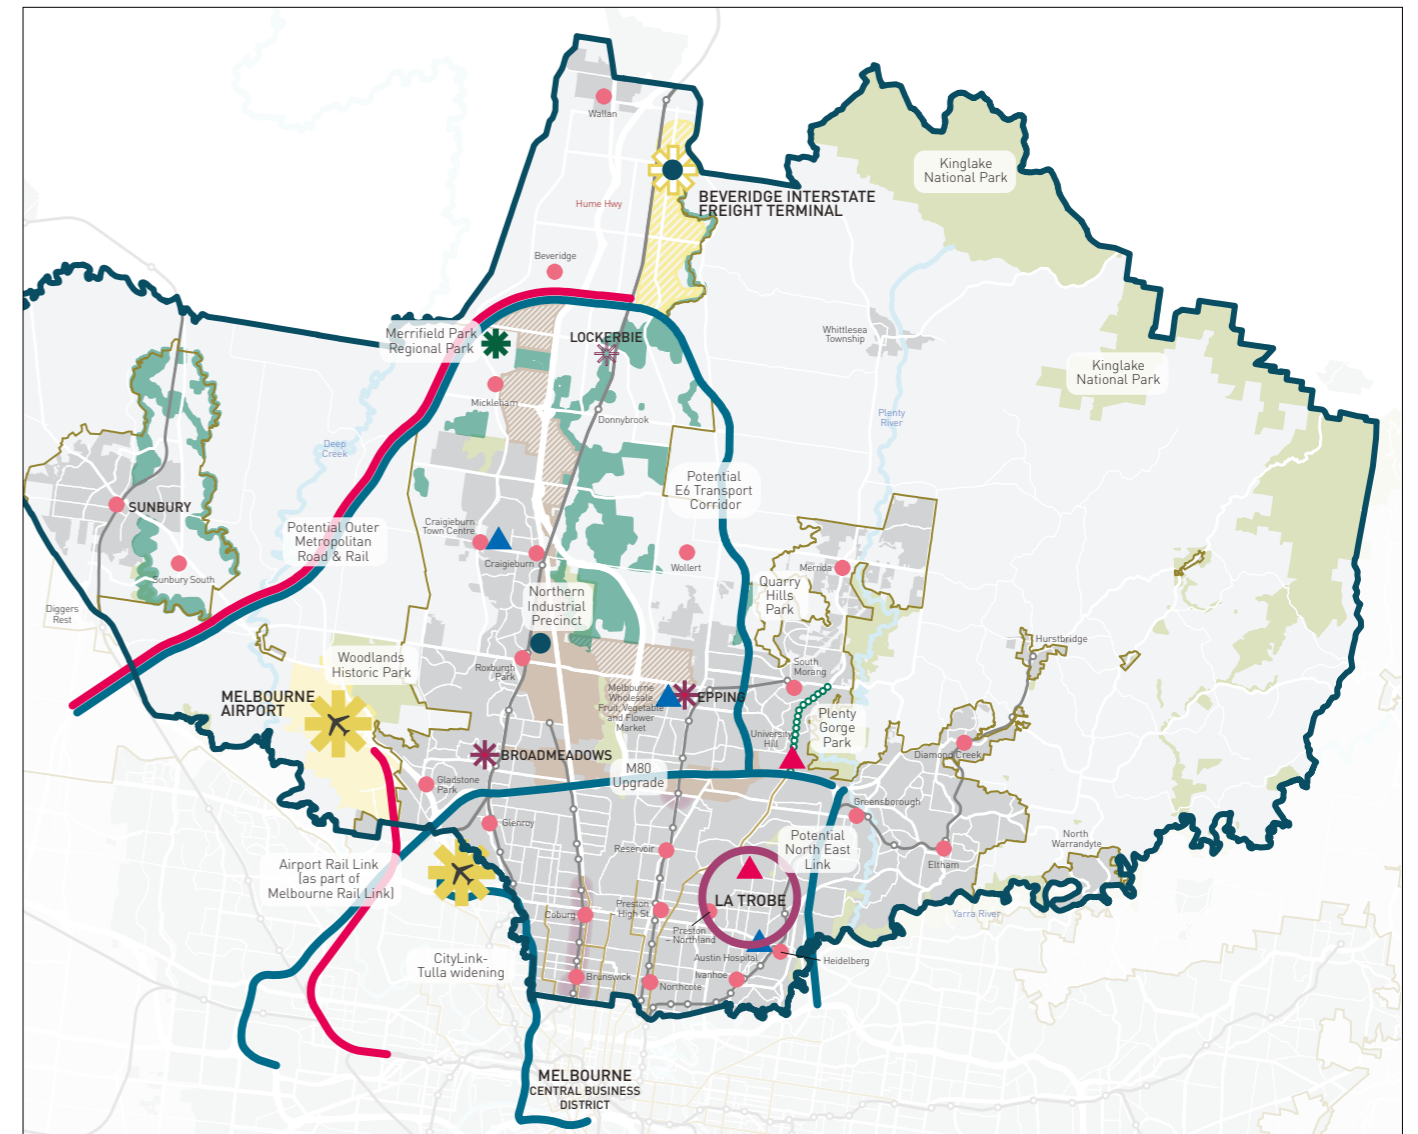 Wallan
Kinglake
National Park
BEVERIDGE INTERSTATE
FREIGHT TERMINAL
Hume Hwy
Beveridge
Merrifield Park
Regional Park
LOCKERBIE
Whittlesea
Township
Kinglake
National Park
Mickleham
Donnybrook
Plenty
River
Deep
Creek
Potential
E6 Transport
Corridor
SUNBURY
Potential Outer
Metropolitan
Road & Rail
Craigieburn
Town Centre
Craigieburn
Wollert
Mernda
Sunbury South
Quarry
Hills
Park
Northern
Industrial
Precinct
Diggers
Rest
Hurstbridge
Woodlands
Historic Park
Roxburgh
Park
South
Morang
MELBOURNE
AIRPORT
Melbourne
Wholesale
Fruit, Vegetable
and Flower
Market
EPPING
Plenty
Gorge
Park
University
Hill
BROADMEADOWS
Diamond Creek
M80
Upgrade
Gladstone
Park
Greensborough
Glenroy
Potential
North East
Link
North
Warrandyte
Reservoir
Eltham
Airport Rail Link
(as part of
Melbourne Rail Link)
LA TROBE
Coburg
Preston
High St
Yarra River
Preston
– Northland
Austin Hospital
Heidelberg
CityLink-
Tulla widening
Brunswick
Northcote
Ivanhoe
MELBOURNE
CENTRAL BUSINESS
DISTRICT